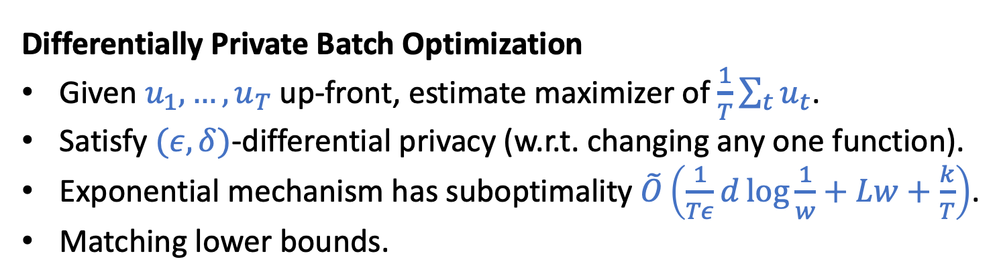 Differentially Private Batch Optimization
• Given $u_1, \ldots, u_T$ up-front, estimate maximizer of $\frac{1}{T} \sum_t u_t$.
• Satisfy $(\epsilon, \delta)$-differential privacy (w.r.t. changing any one function).
• Exponential mechanism has suboptimality $\tilde{O}\left(\frac{1}{T\epsilon} d \log \frac{1}{w} + Lw + \frac{k}{T}\right)$.
• Matching lower bounds.